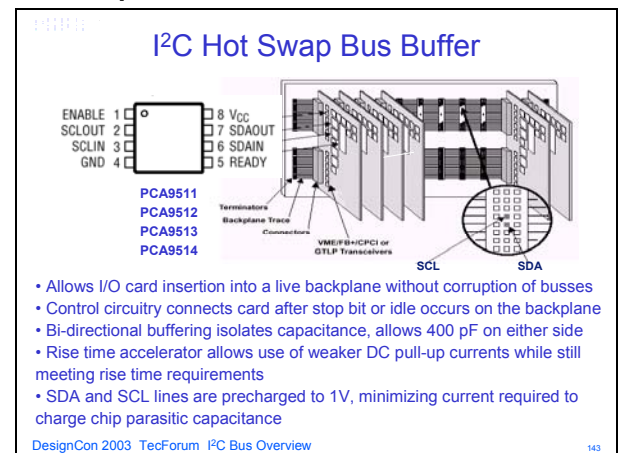 I²C Hot Swap Bus Buffer
ENABLE 1
SCLOUT 2
SCLIN 3
GND 4
8 VCC
7 SDAOUT
6 SDAIN
5 READY
PCA9511
PCA9512
PCA9513
PCA9514
Terminators
Backplane Trace
Connectors
VME/FB+/CPCI or
GTLP Transceivers
SCL
SDA
• Allows I/O card insertion into a live backplane without corruption of busses
• Control circuitry connects card after stop bit or idle occurs on the backplane
• Bi-directional buffering isolates capacitance, allows 400 pF on either side
• Rise time accelerator allows use of weaker DC pull-up currents while still
meeting rise time requirements
• SDA and SCL lines are precharged to 1V, minimizing current required to
charge chip parasitic capacitance
DesignCon 2003 TecForum I²C Bus Overview
143